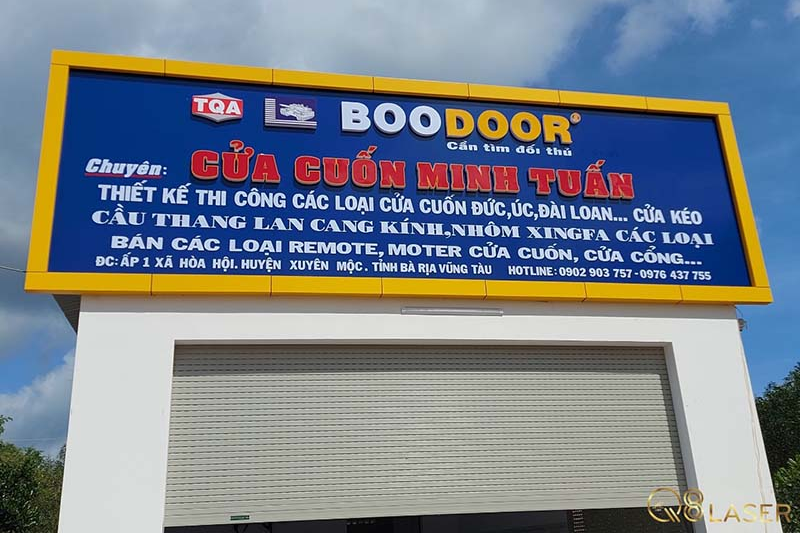 TQA
BOODOOR®
Cần tìm đối thủ
Chuyên:
CỬA CUỐN MINH TUẤN
THIẾT KẾ THI CÔNG CÁC LOẠI CỬA CUỐN ĐỨC,ÚC,ĐÀI LOAN... CỬA KÉO
CẦU THANG LAN CANG KÍNH,NHÔM XINGFA CÁC LOẠI
BÁN CÁC LOẠI REMOTE, MOTER CỬA CUỐN, CỬA CỔNG...
ĐC: ẤP 1 XÃ HÒA HỘI. HUYỆN XUYÊN MỘC. TỈNH BÀ RỊA VŨNG TÀU HOTLINE: 0902 903 757 - 0976 437 755
Q8 LASER